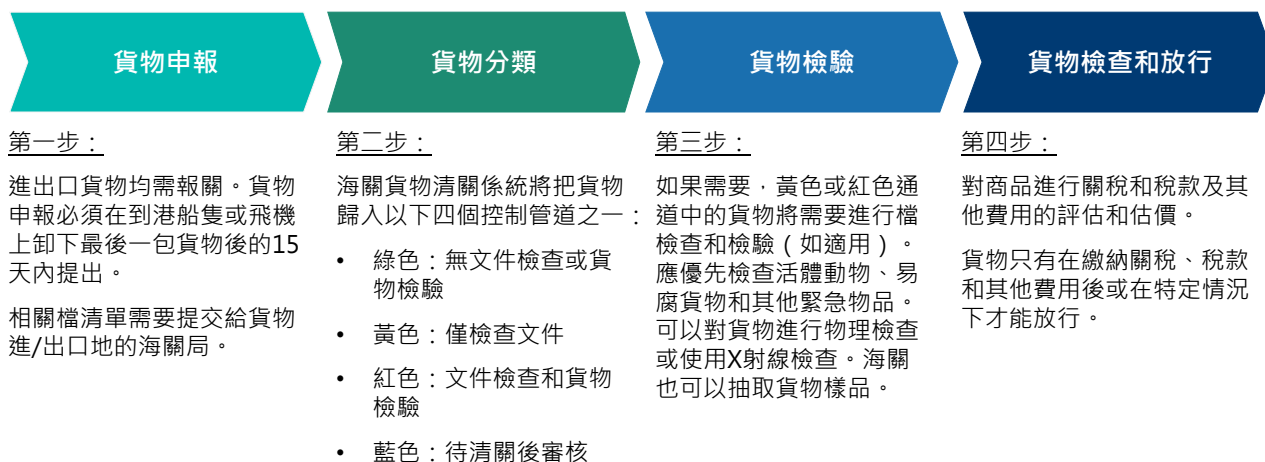 貨物申報
貨物分類
貨物檢驗
貨物檢查和放行
第一步：
進出口貨物均需報關。貨物
申報必須在到港船隻或飛機
上卸下最後一包貨物後的15
天內提出。
相關檔清單需要提交給貨物
進/出口地的海關局。
第二步：
海關貨物清關係統將把貨物
歸入以下四個控制管道之一：
• 綠色：無文件檢查或貨
物檢驗
• 黃色：僅檢查文件
• 紅色：文件檢查和貨物
檢驗
• 藍色：待清關後審核
第三步：
如果需要，黃色或紅色通
道中的貨物將需要進行檔
檢查和檢驗（如適用）。
應優先檢查活體動物、易
腐貨物和其他緊急物品。
可以對貨物進行物理檢查
或使用X射線檢查。海關
也可以抽取貨物樣品。
第四步：
對商品進行關稅和稅款及其
他費用的評估和估價。
貨物只有在繳納關稅、稅款
和其他費用後或在特定情況
下才能放行。